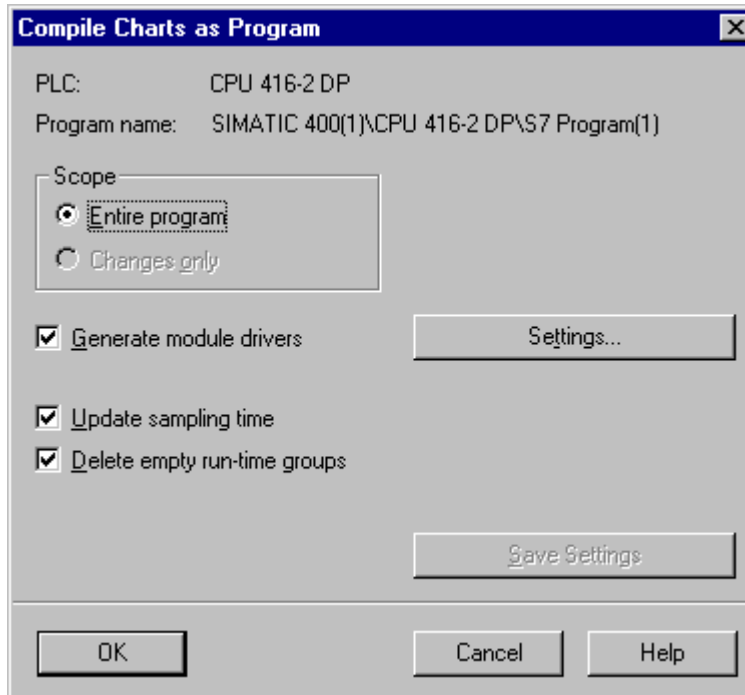 Compile Charts as Program
PLC: CPU 416-2 DP
Program name: SIMATIC 400(1)\CPU 416-2 DP\S7 Program(1)
Scope
Entire program
Changes only
Generate module drivers
Settings...
Update sampling time
Delete empty run-time groups
Save Settings
OK Cancel Help